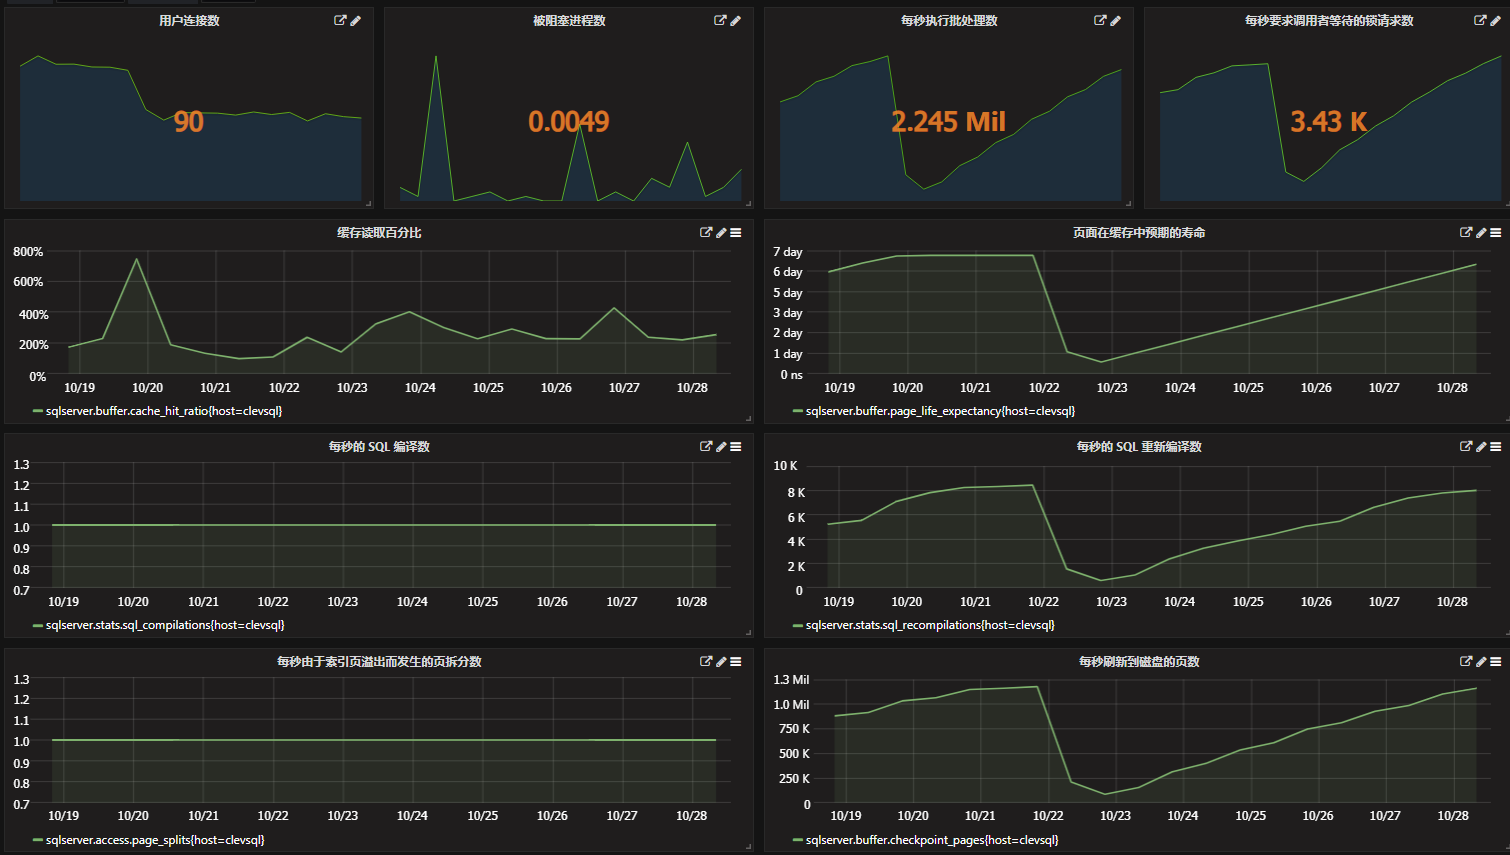 用户连接数
90
被阻塞进程数
0.0049
每秒执行批处理数
2.245 Mil
每秒要求调用者等待的锁请求数
3.43 K
缓存读取百分比
800%
600%
400%
200%
0%
10/19 10/20 10/21 10/22 10/23 10/24 10/25 10/26 10/27 10/28
sqlserver.buffer.cache_hit_ratio{host=clevsql}
页面在缓存中预期的寿命
7 day
6 day
5 day
3 day
2 day
1 day
0 ns
10/19 10/20 10/21 10/22 10/23 10/24 10/25 10/26 10/27 10/28
sqlserver.buffer.page_life_expectancy{host=clevsql}
每秒的 SQL 编译数
1.3
1.2
1.1
1.0
0.9
0.8
0.7
10/19 10/20 10/21 10/22 10/23 10/24 10/25 10/26 10/27 10/28
sqlserver.stats.sql_compilations{host=clevsql}
每秒的 SQL 重新编译数
10 K
8 K
6 K
4 K
2 K
0
10/19 10/20 10/21 10/22 10/23 10/24 10/25 10/26 10/27 10/28
sqlserver.stats.sql_recompilations{host=clevsql}
每秒由于索引页溢出而发生的页拆分数
1.3
1.2
1.1
1.0
0.9
0.8
0.7
10/19 10/20 10/21 10/22 10/23 10/24 10/25 10/26 10/27 10/28
sqlserver.access.page_splits{host=clevsql}
每秒刷新到磁盘的页数
1.3 Mil
1.0 Mil
750 K
500 K
250 K
0
10/19 10/20 10/21 10/22 10/23 10/24 10/25 10/26 10/27 10/28
sqlserver.buffer.checkpoint_pages{host=clevsql}